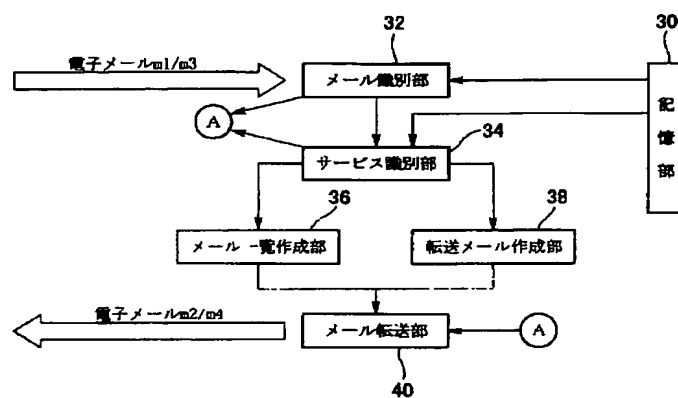 32
30
電子メールm1/m3
メール識別部
記憶部
A
34
サービス識別部
36
38
メール一覧作成部
転送メール作成部
電子メールm2/m4
メール転送部
A
40